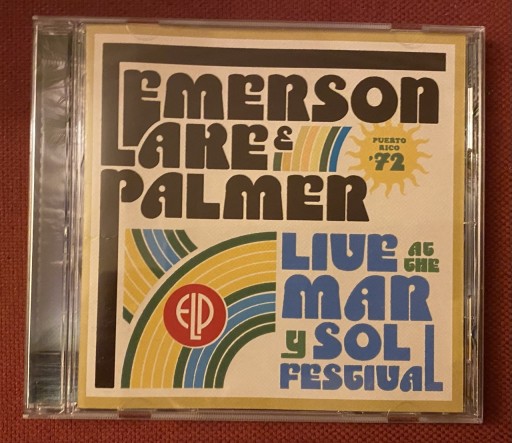 EMERSON
LAKE &
PALMER
PUERTO
RICO
'72
LIVE AT THE
MAR
y SOL
FESTIVAL
ELP